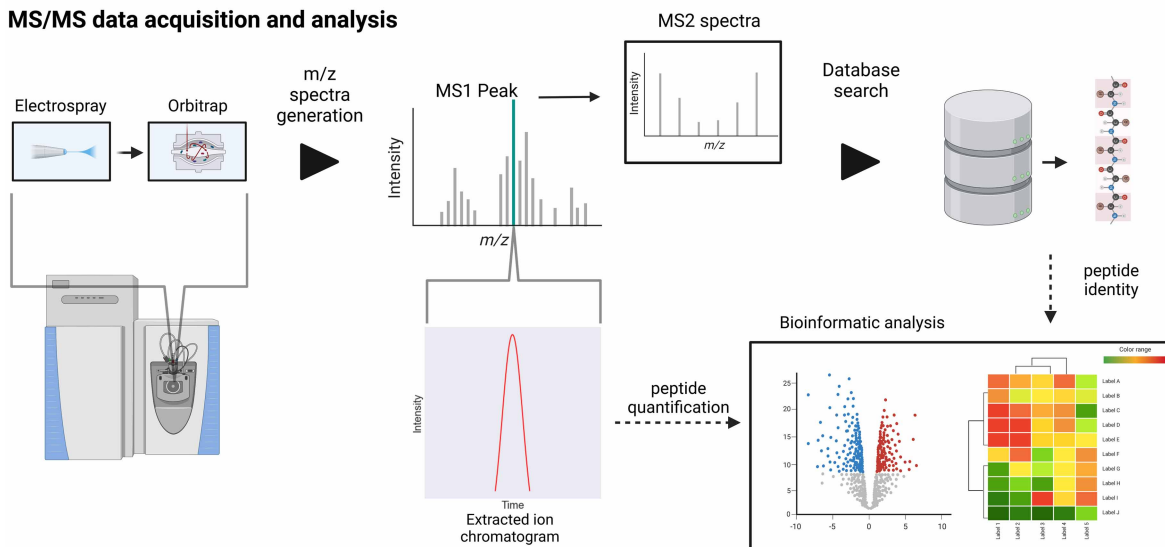 MS/MS data acquisition and analysis
Electrospray
Orbitrap
m/z
spectra
generation
MS1 Peak
Intensity
m/z
MS2 spectra
Intensity
m/z
Database
search
peptide
identity
Intensity
Time
Extracted ion
chromatogram
peptide
quantification
Bioinformatic analysis
25
20
15
10
5
0
-10
-5
0
5
10
Color range
Label A
Label B
Label C
Label D
Label E
Label F
Label G
Label H
Label I
Label J
Label 1
Label 2
Label 3
Label 4
Label 5